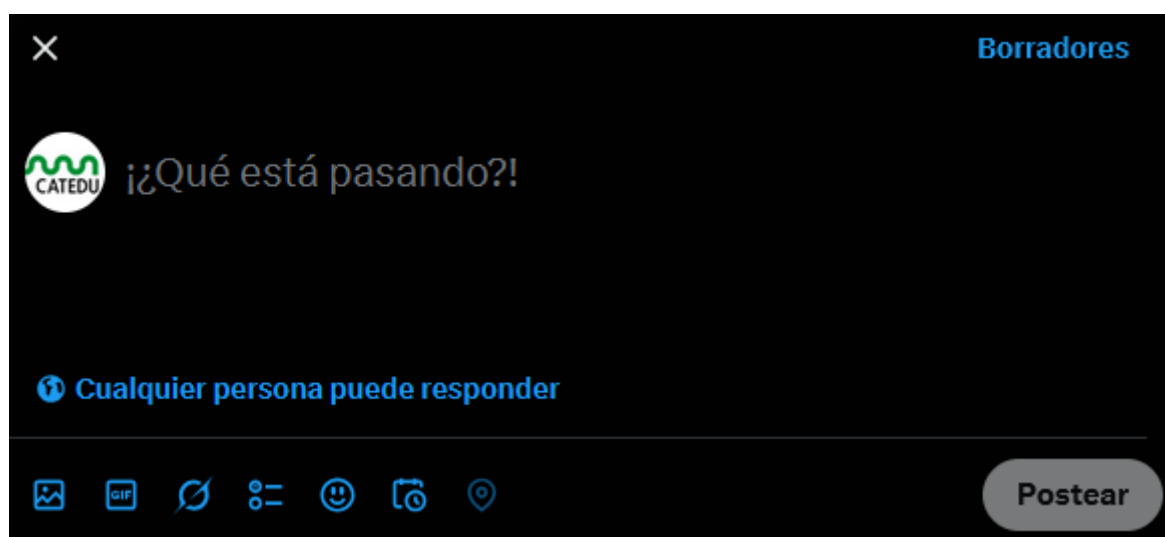 Borradores
CATEDU
¡¿Qué está pasando?!
Cualquier persona puede responder
GIF
Postear